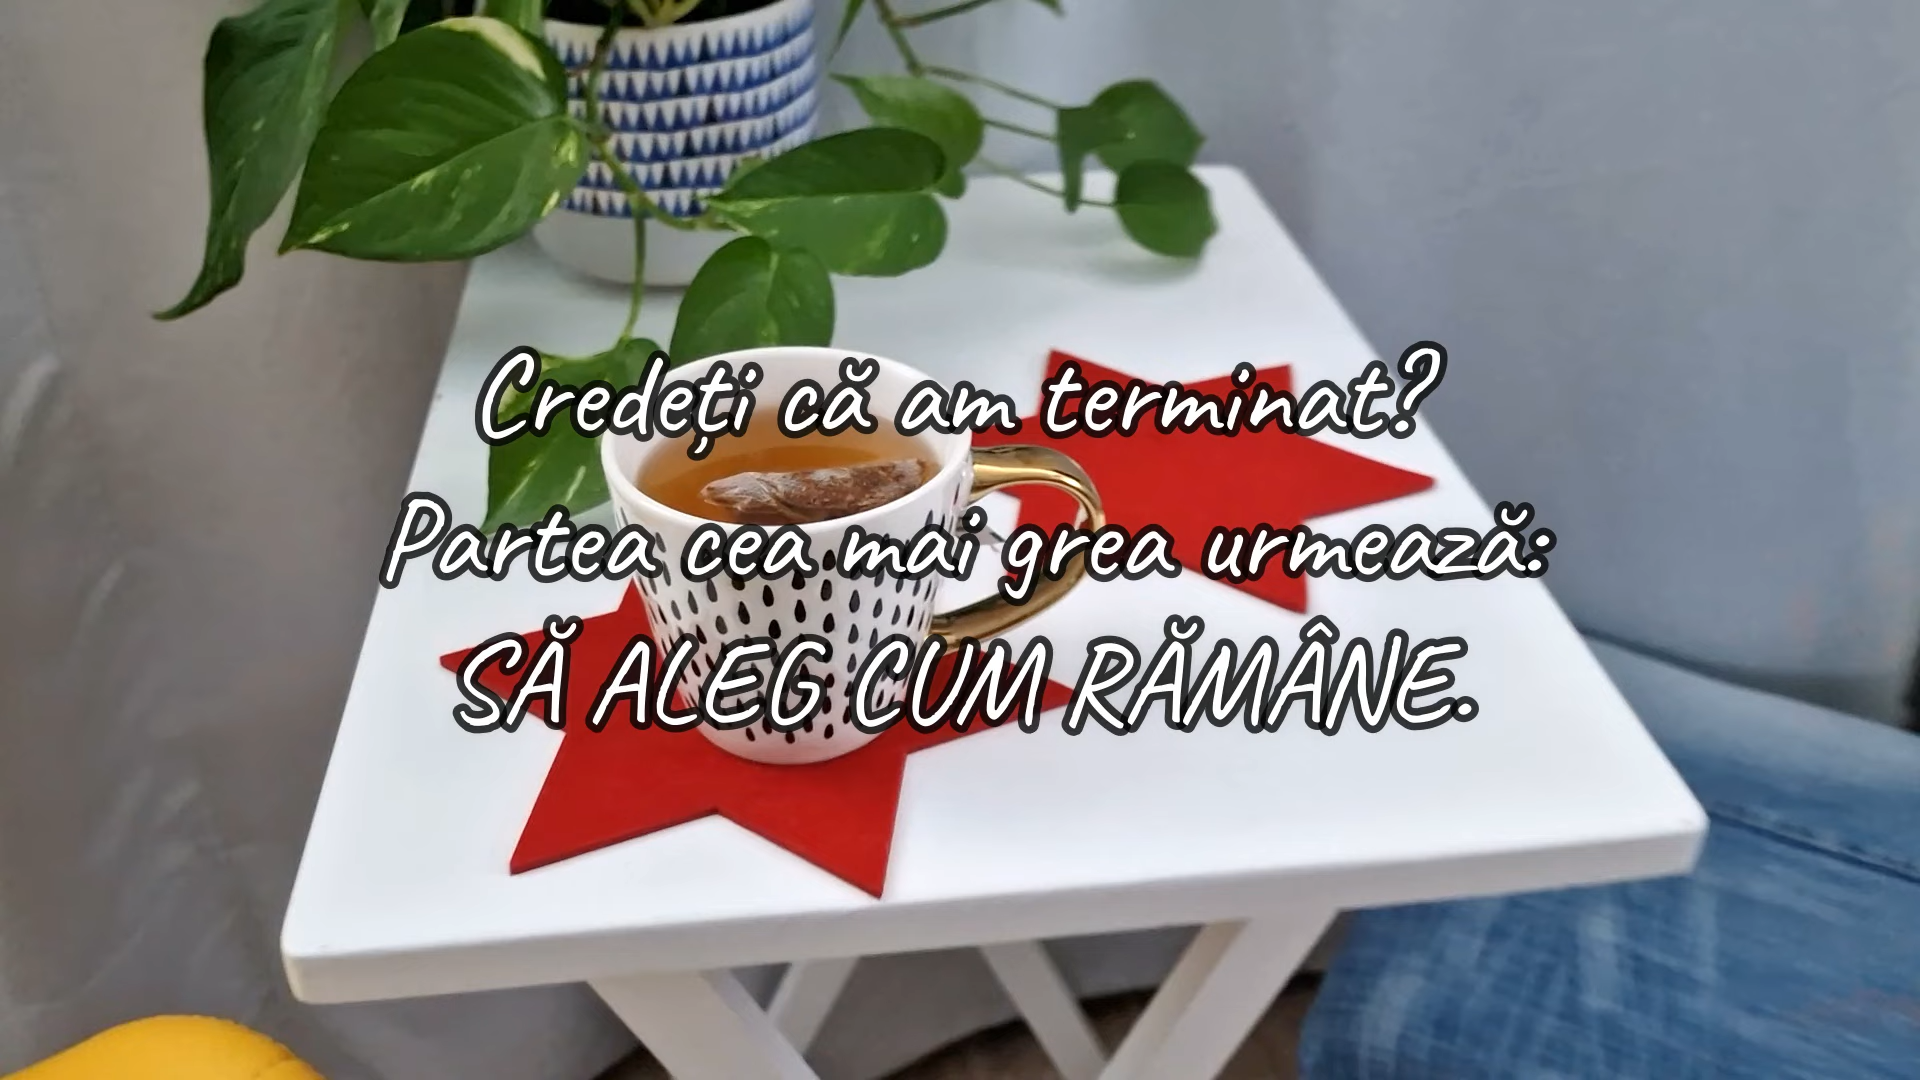 Credeți că am terminat?
Partea cea mai grea urmează:
SĂ ALEG CUM RĂMÂNE.